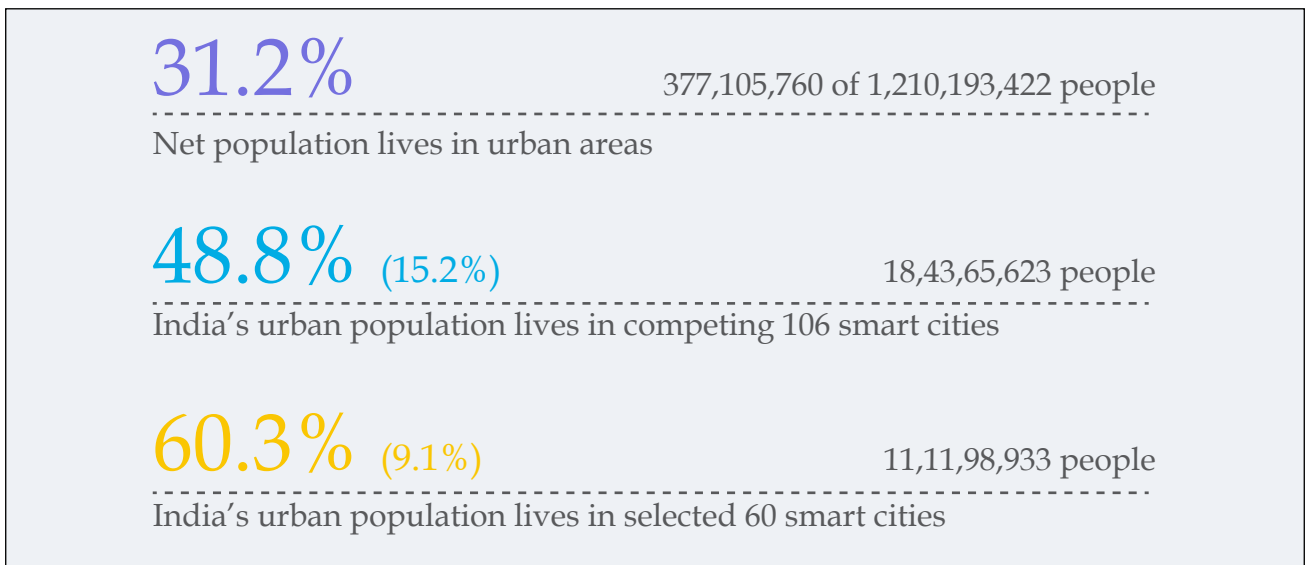 31.2% 377,105,760 of 1,210,193,422 people
Net population lives in urban areas
48.8% (15.2%) 18,43,65,623 people
India’s urban population lives in competing 106 smart cities
60.3% (9.1%) 11,11,98,933 people
India’s urban population lives in selected 60 smart cities